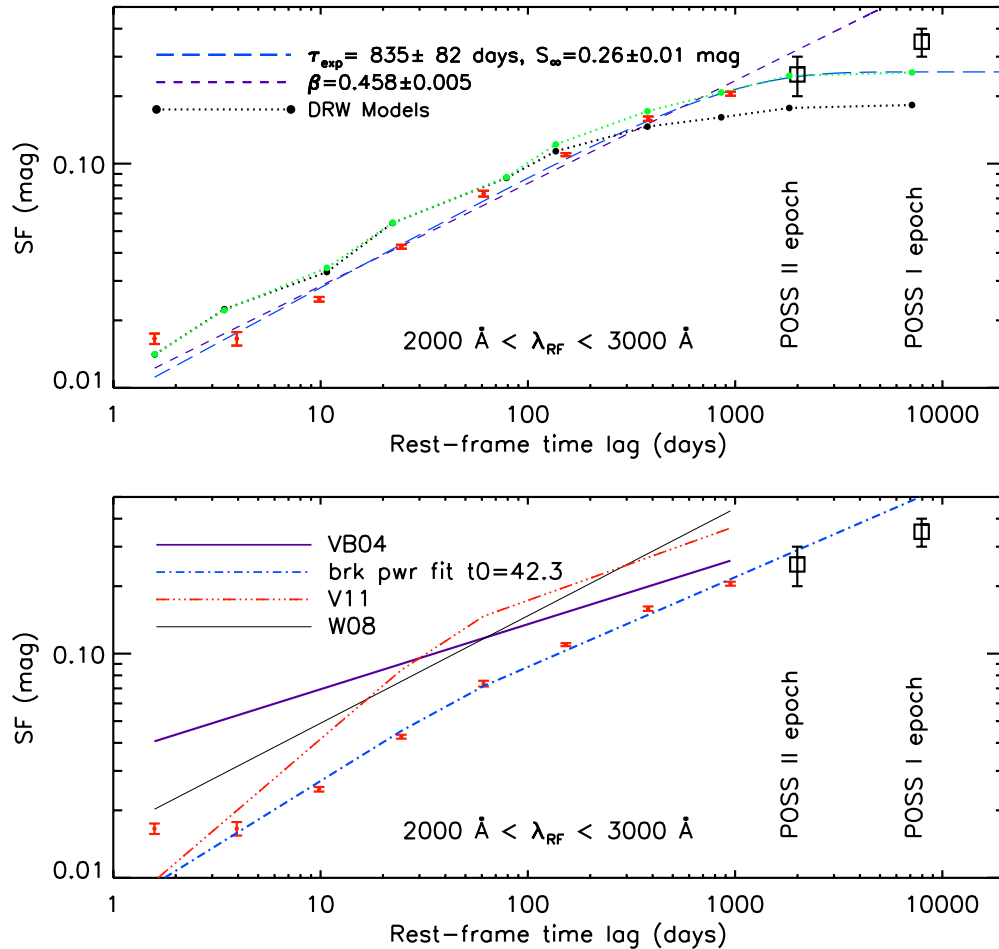 τexp= 835± 82 days, S∞=0.26±0.01 mag
β=0.458±0.005
DRW Models
SF (mag)
0.10
0.01
2000 Å < λRF < 3000 Å
POSS II epoch
POSS I epoch
1 10 100 1000 10000
Rest-frame time lag (days)
VB04
brk pwr fit t0=42.3
V11
W08
SF (mag)
0.10
0.01
2000 Å < λRF < 3000 Å
POSS II epoch
POSS I epoch
1 10 100 1000 10000
Rest-frame time lag (days)